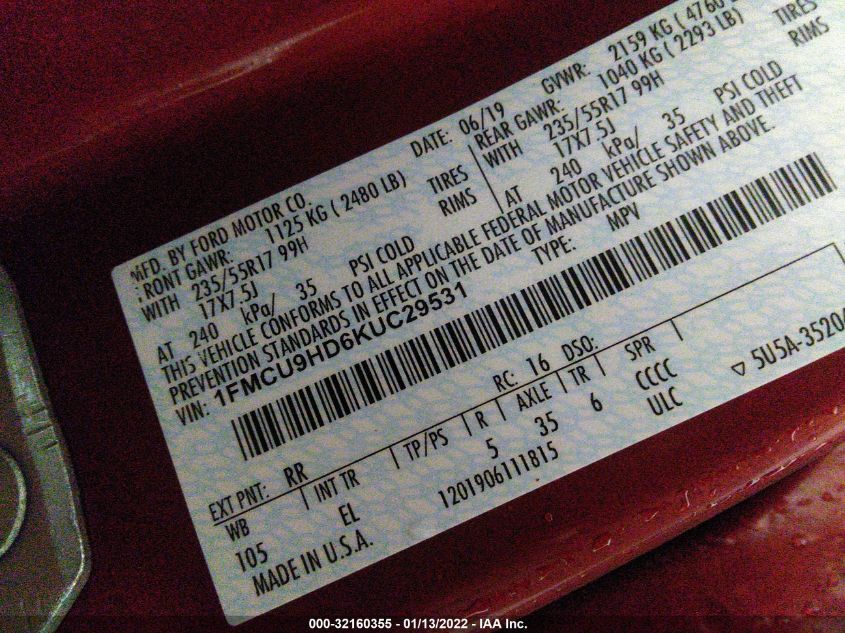 MFD. BY FORD MOTOR CO.
DATE: 06/19 GVWR: 2159 KG ( 4760
RONT GAWR: 1125 KG ( 2480 LB) REAR GAWR: 1040 KG ( 2293 LB)
WITH 235/55R17 99H TIRES WITH 235/55R17 99H TIRES
17X7.5J RIMS 17X7.5J RIMS
AT 240 kPa/ 35 PSI COLD AT 240 kPa/ 35 PSI COLD
THIS VEHICLE CONFORMS TO ALL APPLICABLE FEDERAL MOTOR VEHICLE SAFETY AND THEFT
PREVENTION STANDARDS IN EFFECT ON THE DATE OF MANUFACTURE SHOWN ABOVE.
VIN: 1FMCU9HD6KUC29531 TYPE: MPV
EXT PNT: RR RC: 16 DSO:
WB INT TR TP/PS R AXLE TR SPR
105 EL 5 35 6 CCCC
ULC
MADE IN U.S.A. 1201906111815
5U5A-3520
000-32160355 - 01/13/2022 - IAA Inc.